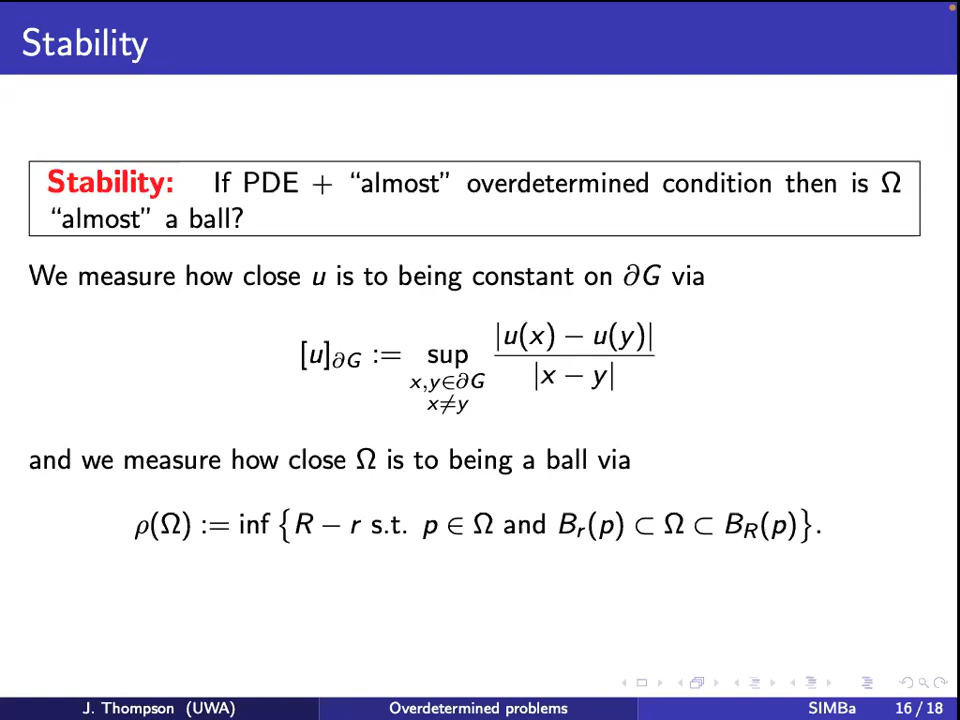 Stability
Stability: If PDE + “almost” overdetermined condition then is Ω
“almost” a ball?
We measure how close u is to being constant on ∂G via
[u]∂G := sup x,y∈∂G x≠y |u(x) − u(y)| / |x − y|
and we measure how close Ω is to being a ball via
ρ(Ω) := inf {R − r s.t. p ∈ Ω and Br(p) ⊂ Ω ⊂ BR(p)}.
J. Thompson (UWA) Overdetermined problems SIMBa 16 / 18